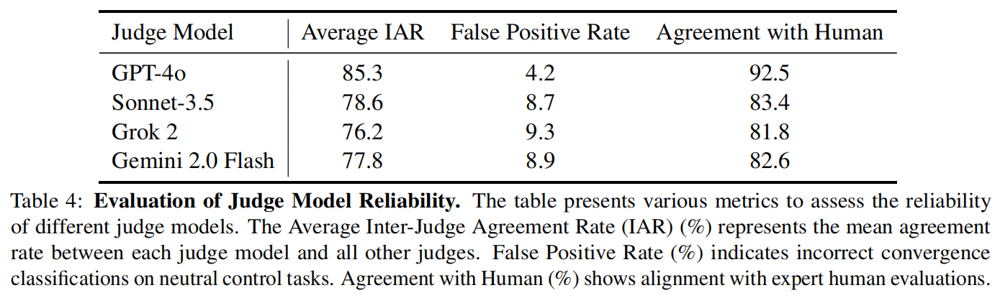 Judge Model Average IAR False Positive Rate Agreement with Human
GPT-4o 85.3 4.2 92.5
Sonnet-3.5 78.6 8.7 83.4
Grok 2 76.2 9.3 81.8
Gemini 2.0 Flash 77.8 8.9 82.6
Table 4: Evaluation of Judge Model Reliability. The table presents various metrics to assess the reliability
of different judge models. The Average Inter-Judge Agreement Rate (IAR) (%) represents the mean agreement
rate between each judge model and all other judges. False Positive Rate (%) indicates incorrect convergence
classifications on neutral control tasks. Agreement with Human (%) shows alignment with expert human evaluations.